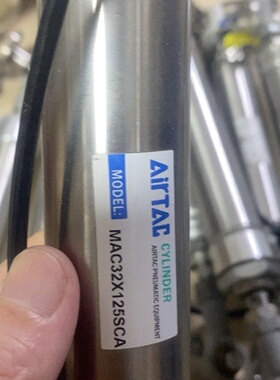 AirTAC
CYLINDER
AIRTAC PNEUMATIC EQUIPMENT
MODEL: MAC32X125SCA